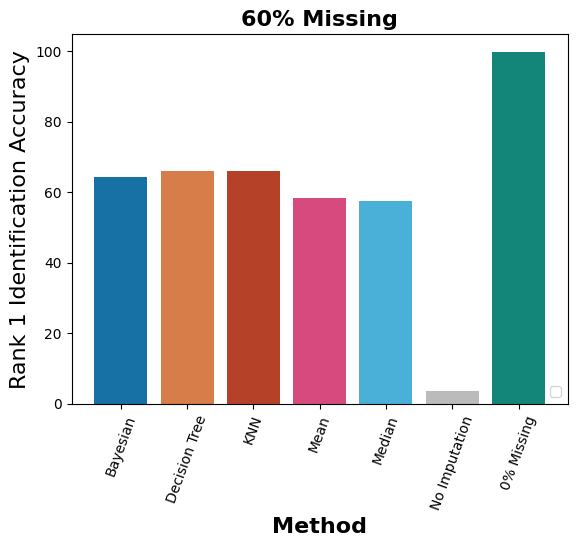 60% Missing
Rank 1 Identification Accuracy
100
80
60
40
20
0
Bayesian
Decision Tree
KNN
Mean
Median
No Imputation
0% Missing
Method